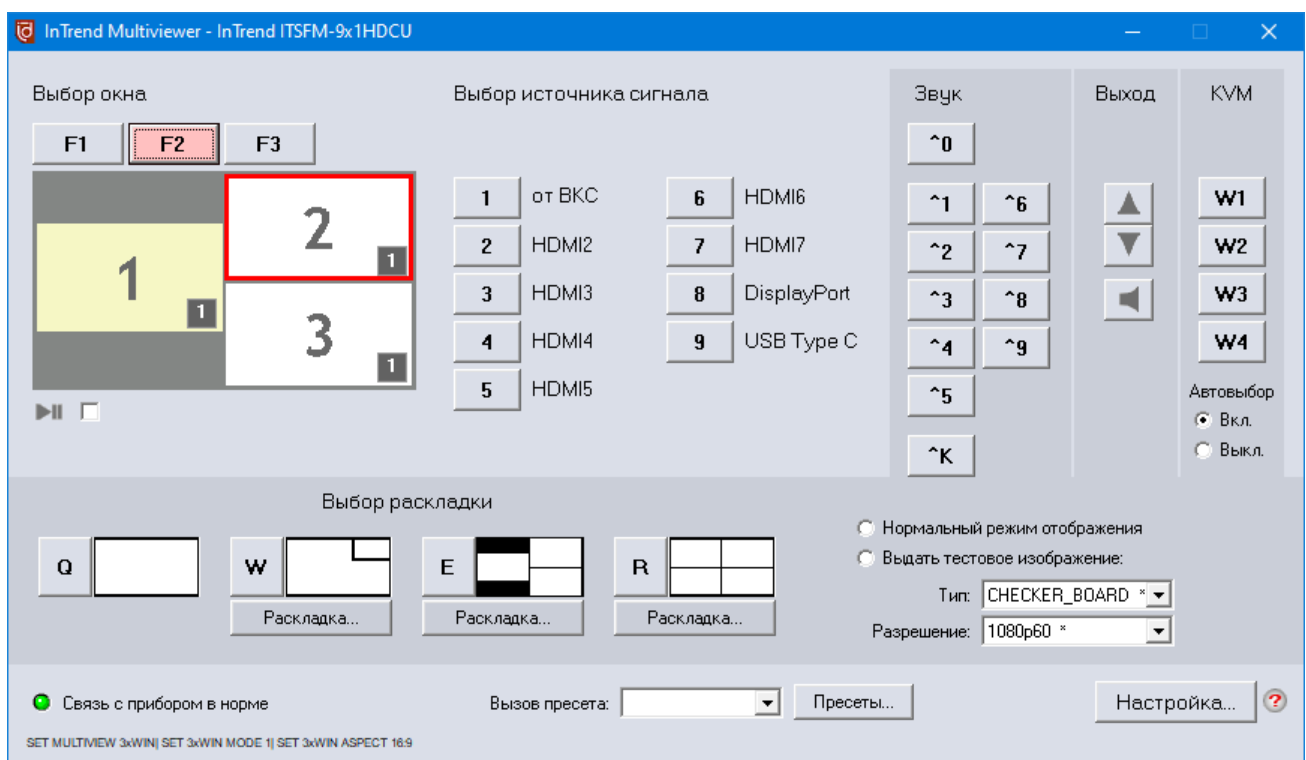 InTrend Multiviewer - InTrend ITSFM-9x1HDCU
Выбор окна
Выбор источника сигнала
Звук
Выход
KVM
F1 F2 F3
^0
1
1
2
1
3
1
1 от ВКС
2 HDMI2
3 HDMI3
4 HDMI4
5 HDMI5
6 HDMI6
7 HDMI7
8 DisplayPort
9 USB Type C
^1 ^6
^2 ^7
^3 ^8
^4 ^9
^5
^K
W1
W2
W3
W4
Автовыбор
Вкл.
Выкл.
Выбор раскладки
Q
W
E
R
Раскладка... Раскладка... Раскладка...
Нормальный режим отображения
Выдать тестовое изображение:
Тип: CHECKER_BOARD *
Разрешение: 1080p60 *
Связь с прибором в норме
Вызов пресета:
Пресеты...
Настройка...
?
SET MULTIVIEW 3xWIN| SET 3xWIN MODE 1| SET 3xWIN ASPECT 16:9